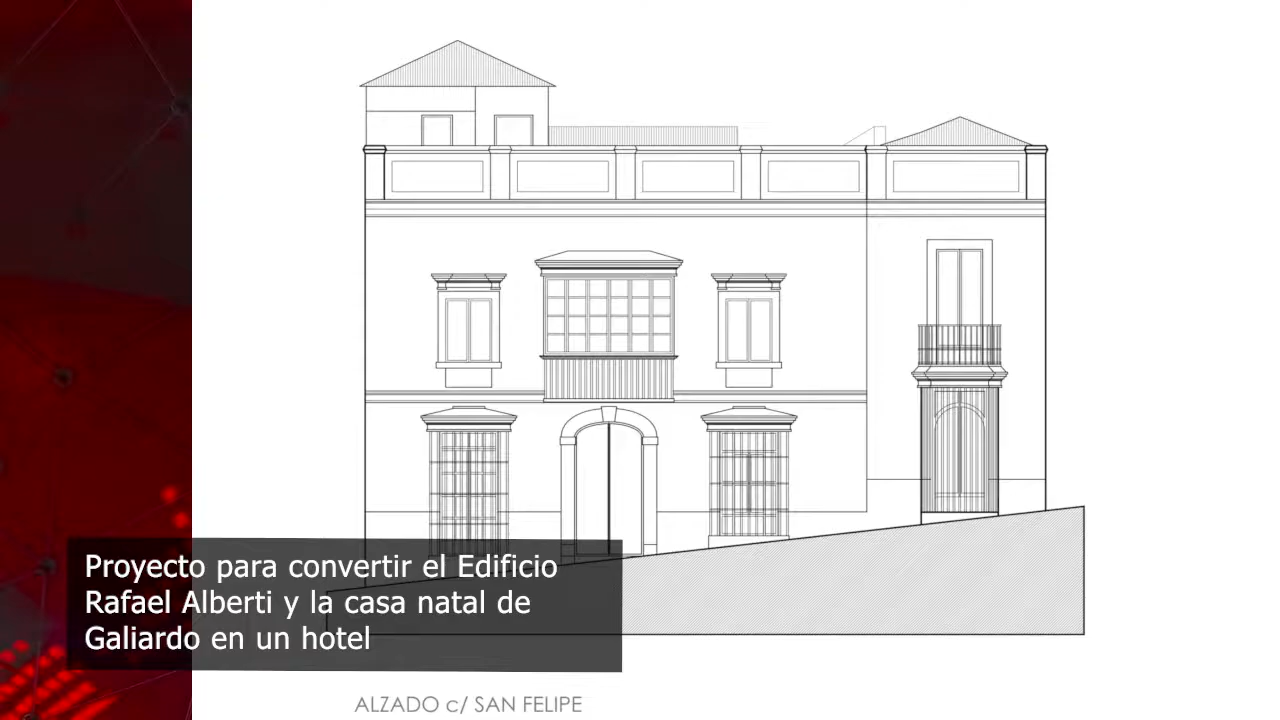 Proyecto para convertir el Edificio
Rafael Alberti y la casa natal de
Galiardo en un hotel
ALZADO c/ SAN FELIPE